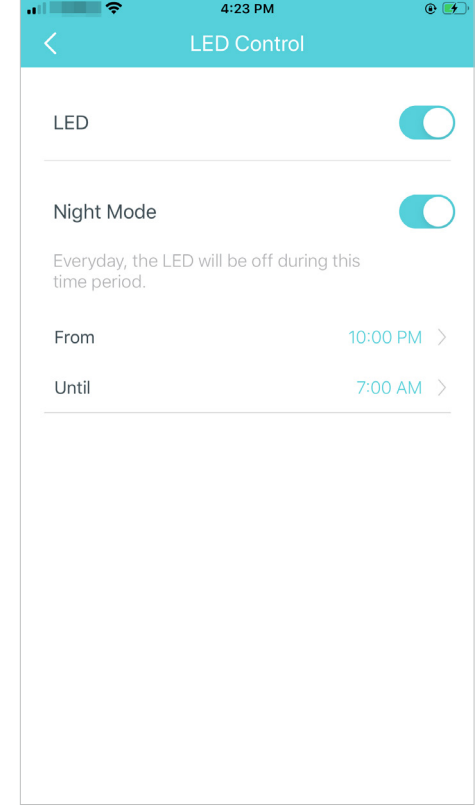 4:23 PM
LED Control
LED
Night Mode
Everyday, the LED will be off during this
time period.
From 10:00 PM
Until 7:00 AM